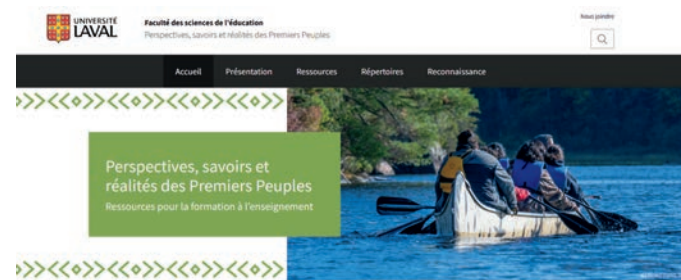 UNIVERSITÉ
LAVAL
Faculté des sciences de l'éducation
Perspectives, savoirs et réalités des Premiers Peuples
Nous joindre
Accueil Présentation Ressources Répertoires Reconnaissance
Perspectives, savoirs et
réalités des Premiers Peuples
Ressources pour la formation à l'enseignement